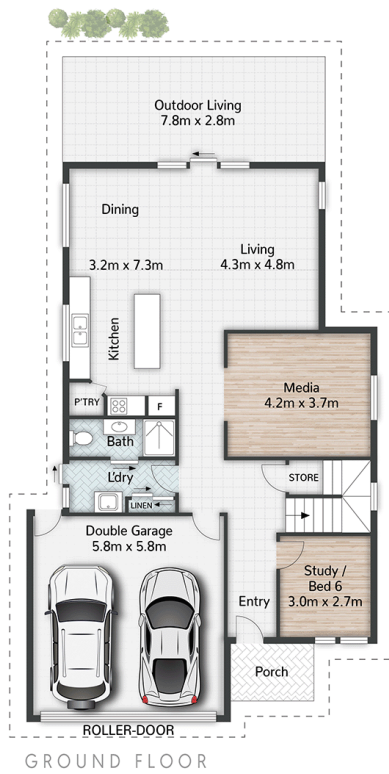 Outdoor Living
7.8m x 2.8m
Dining
Living
3.2m x 7.3m
4.3m x 4.8m
Kitchen
Media
4.2m x 3.7m
P'TRY
F
Bath
L'dry
STORE
LINEN
Double Garage
5.8m x 5.8m
Study /
Bed 6
3.0m x 2.7m
Entry
Porch
ROLLER-DOOR
GROUND FLOOR